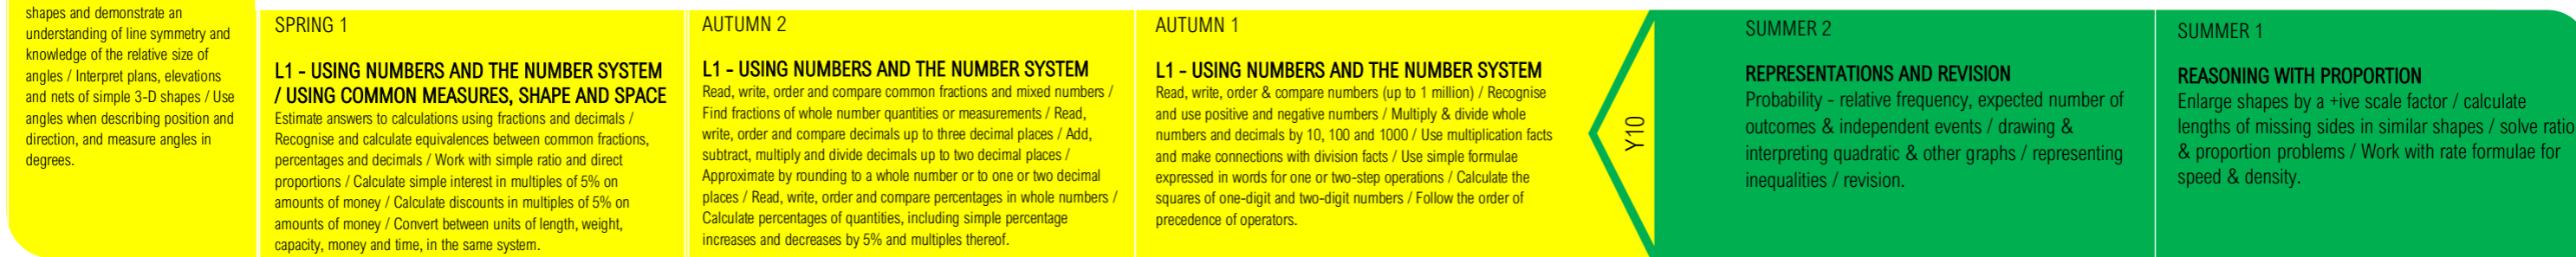 shapes and demonstrate an
understanding of line symmetry and
knowledge of the relative size of
angles / Interpret plans, elevations
and nets of simple 3-D shapes / Use
angles when describing position and
direction, and measure angles in
degrees.
SPRING 1
L1 - USING NUMBERS AND THE NUMBER SYSTEM
/ USING COMMON MEASURES, SHAPE AND SPACE
Estimate answers to calculations using fractions and decimals /
Recognise and calculate equivalences between common fractions,
percentages and decimals / Work with simple ratio and direct
proportions / Calculate simple interest in multiples of 5% on
amounts of money / Calculate discounts in multiples of 5% on
amounts of money / Convert between units of length, weight,
capacity, money and time, in the same system.
AUTUMN 2
L1 - USING NUMBERS AND THE NUMBER SYSTEM
Read, write, order and compare common fractions and mixed numbers /
Find fractions of whole number quantities or measurements / Read,
write, order and compare decimals up to three decimal places / Add,
subtract, multiply and divide decimals up to two decimal places /
Approximate by rounding to a whole number or to one or two decimal
places / Read, write, order and compare percentages in whole numbers /
Calculate percentages of quantities, including simple percentage
increases and decreases by 5% and multiples thereof.
AUTUMN 1
L1 - USING NUMBERS AND THE NUMBER SYSTEM
Read, write, order & compare numbers (up to 1 million) / Recognise
and use positive and negative numbers / Multiply & divide whole
numbers and decimals by 10, 100 and 1000 / Use multiplication facts
and make connections with division facts / Use simple formulae
expressed in words for one or two-step operations / Calculate the
squares of one-digit and two-digit numbers / Follow the order of
precedence of operators.
Y10
SUMMER 2
REPRESENTATIONS AND REVISION
Probability - relative frequency, expected number of
outcomes & independent events / drawing &
interpreting quadratic & other graphs / representing
inequalities / revision.
SUMMER 1
REASONING WITH PROPORTION
Enlarge shapes by a +ive scale factor / calculate
lengths of missing sides in similar shapes / solve ratio
& proportion problems / Work with rate formulae for
speed & density.